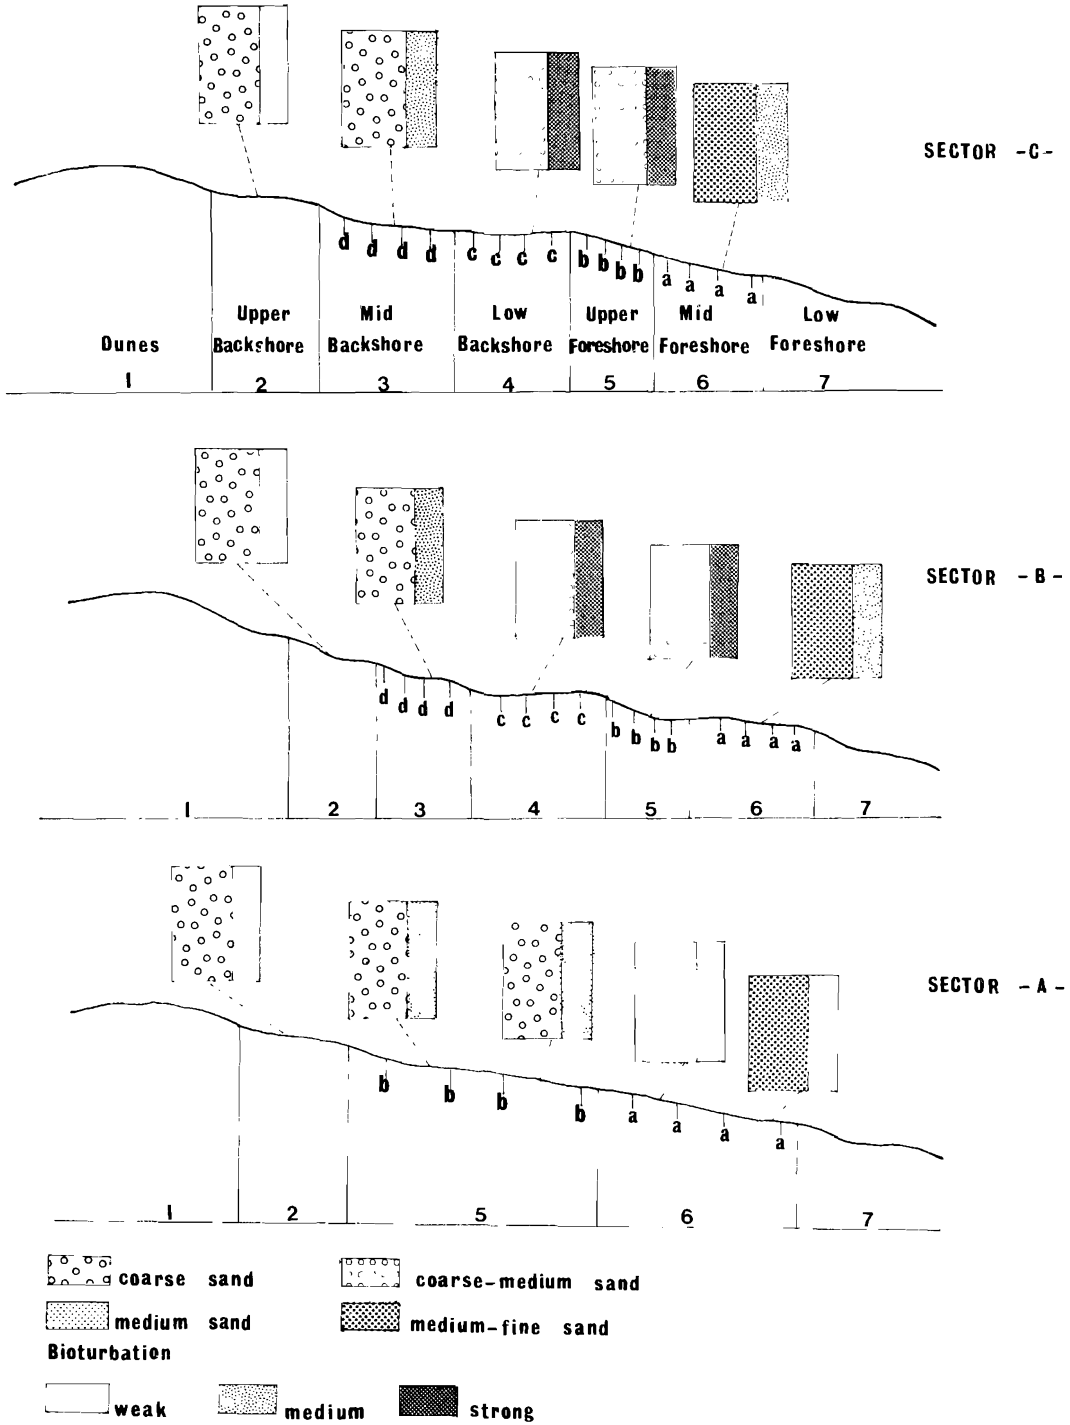 SECTOR -C-
d d d d c c c c b b b b a a a a
Upper Mid Low Upper Mid Low
Dunes Backshore Backshore Backshore Foreshore Foreshore Foreshore
1 2 3 4 5 6 7
SECTOR -B-
d d d d c c c c b b b b a a a a
1 2 3 4 5 6 7
SECTOR -A-
b b b b a a a a
1 2 5 6 7
coarse sand coarse-medium sand
medium sand medium-fine sand
Bioturbation
weak medium strong